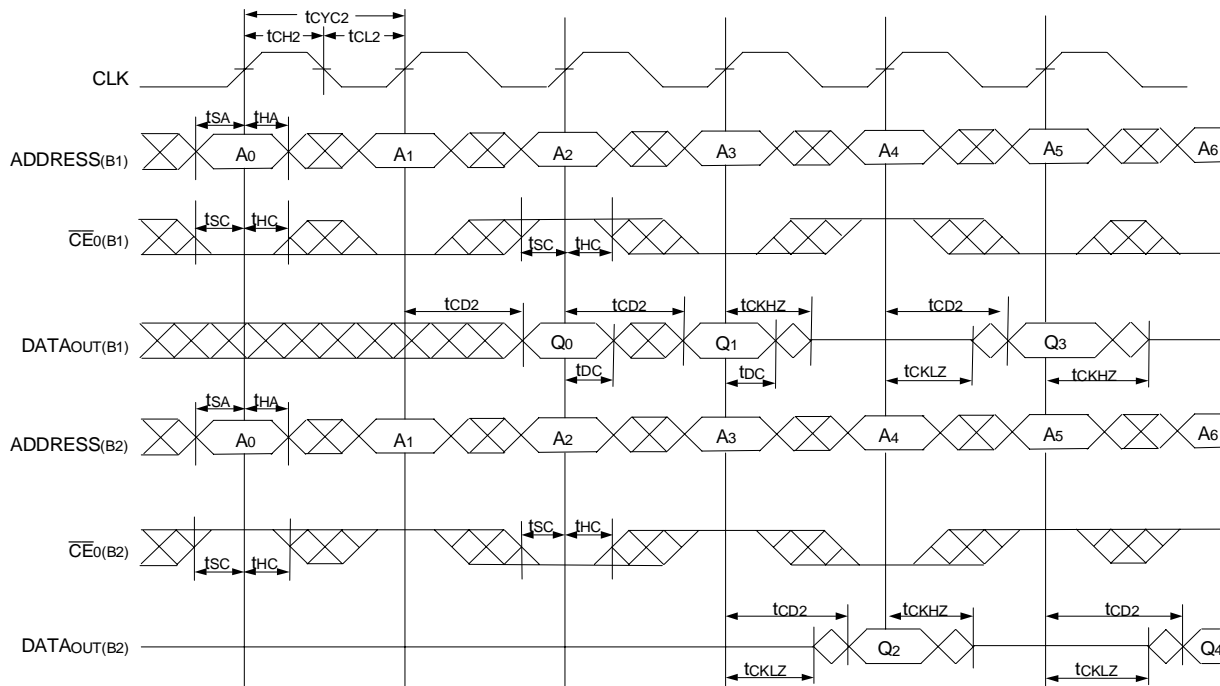 tCYC2
tCH2 tCL2
CLK
tSA tHA
ADDRESS(B1) A0 A1 A2 A3 A4 A5 A6
tSC tHC
CE0(B1) tSC tHC
tCD2 tCD2 tCKHZ tCD2
DATAOUT(B1) Q0 Q1 Q3
tDC tDC tCKLZ tCKHZ
tSA tHA
ADDRESS(B2) A0 A1 A2 A3 A4 A5 A6
tSC tHC
CE0(B2)
tSC tHC
tCD2 tCKHZ tCD2
DATAOUT(B2) Q2 Q4
tCKLZ tCKLZ